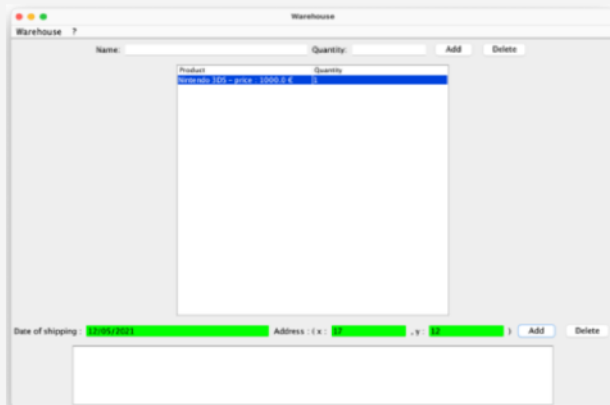 Warehouse
Warehouse ?
Name: Quantity: Add Delete
Product Quantity
Nintendo 3DS – price : 1000.0 € 1
Date of shipping : 12/05/2021 Address : ( x : 17 , y : 12 ) Add Delete